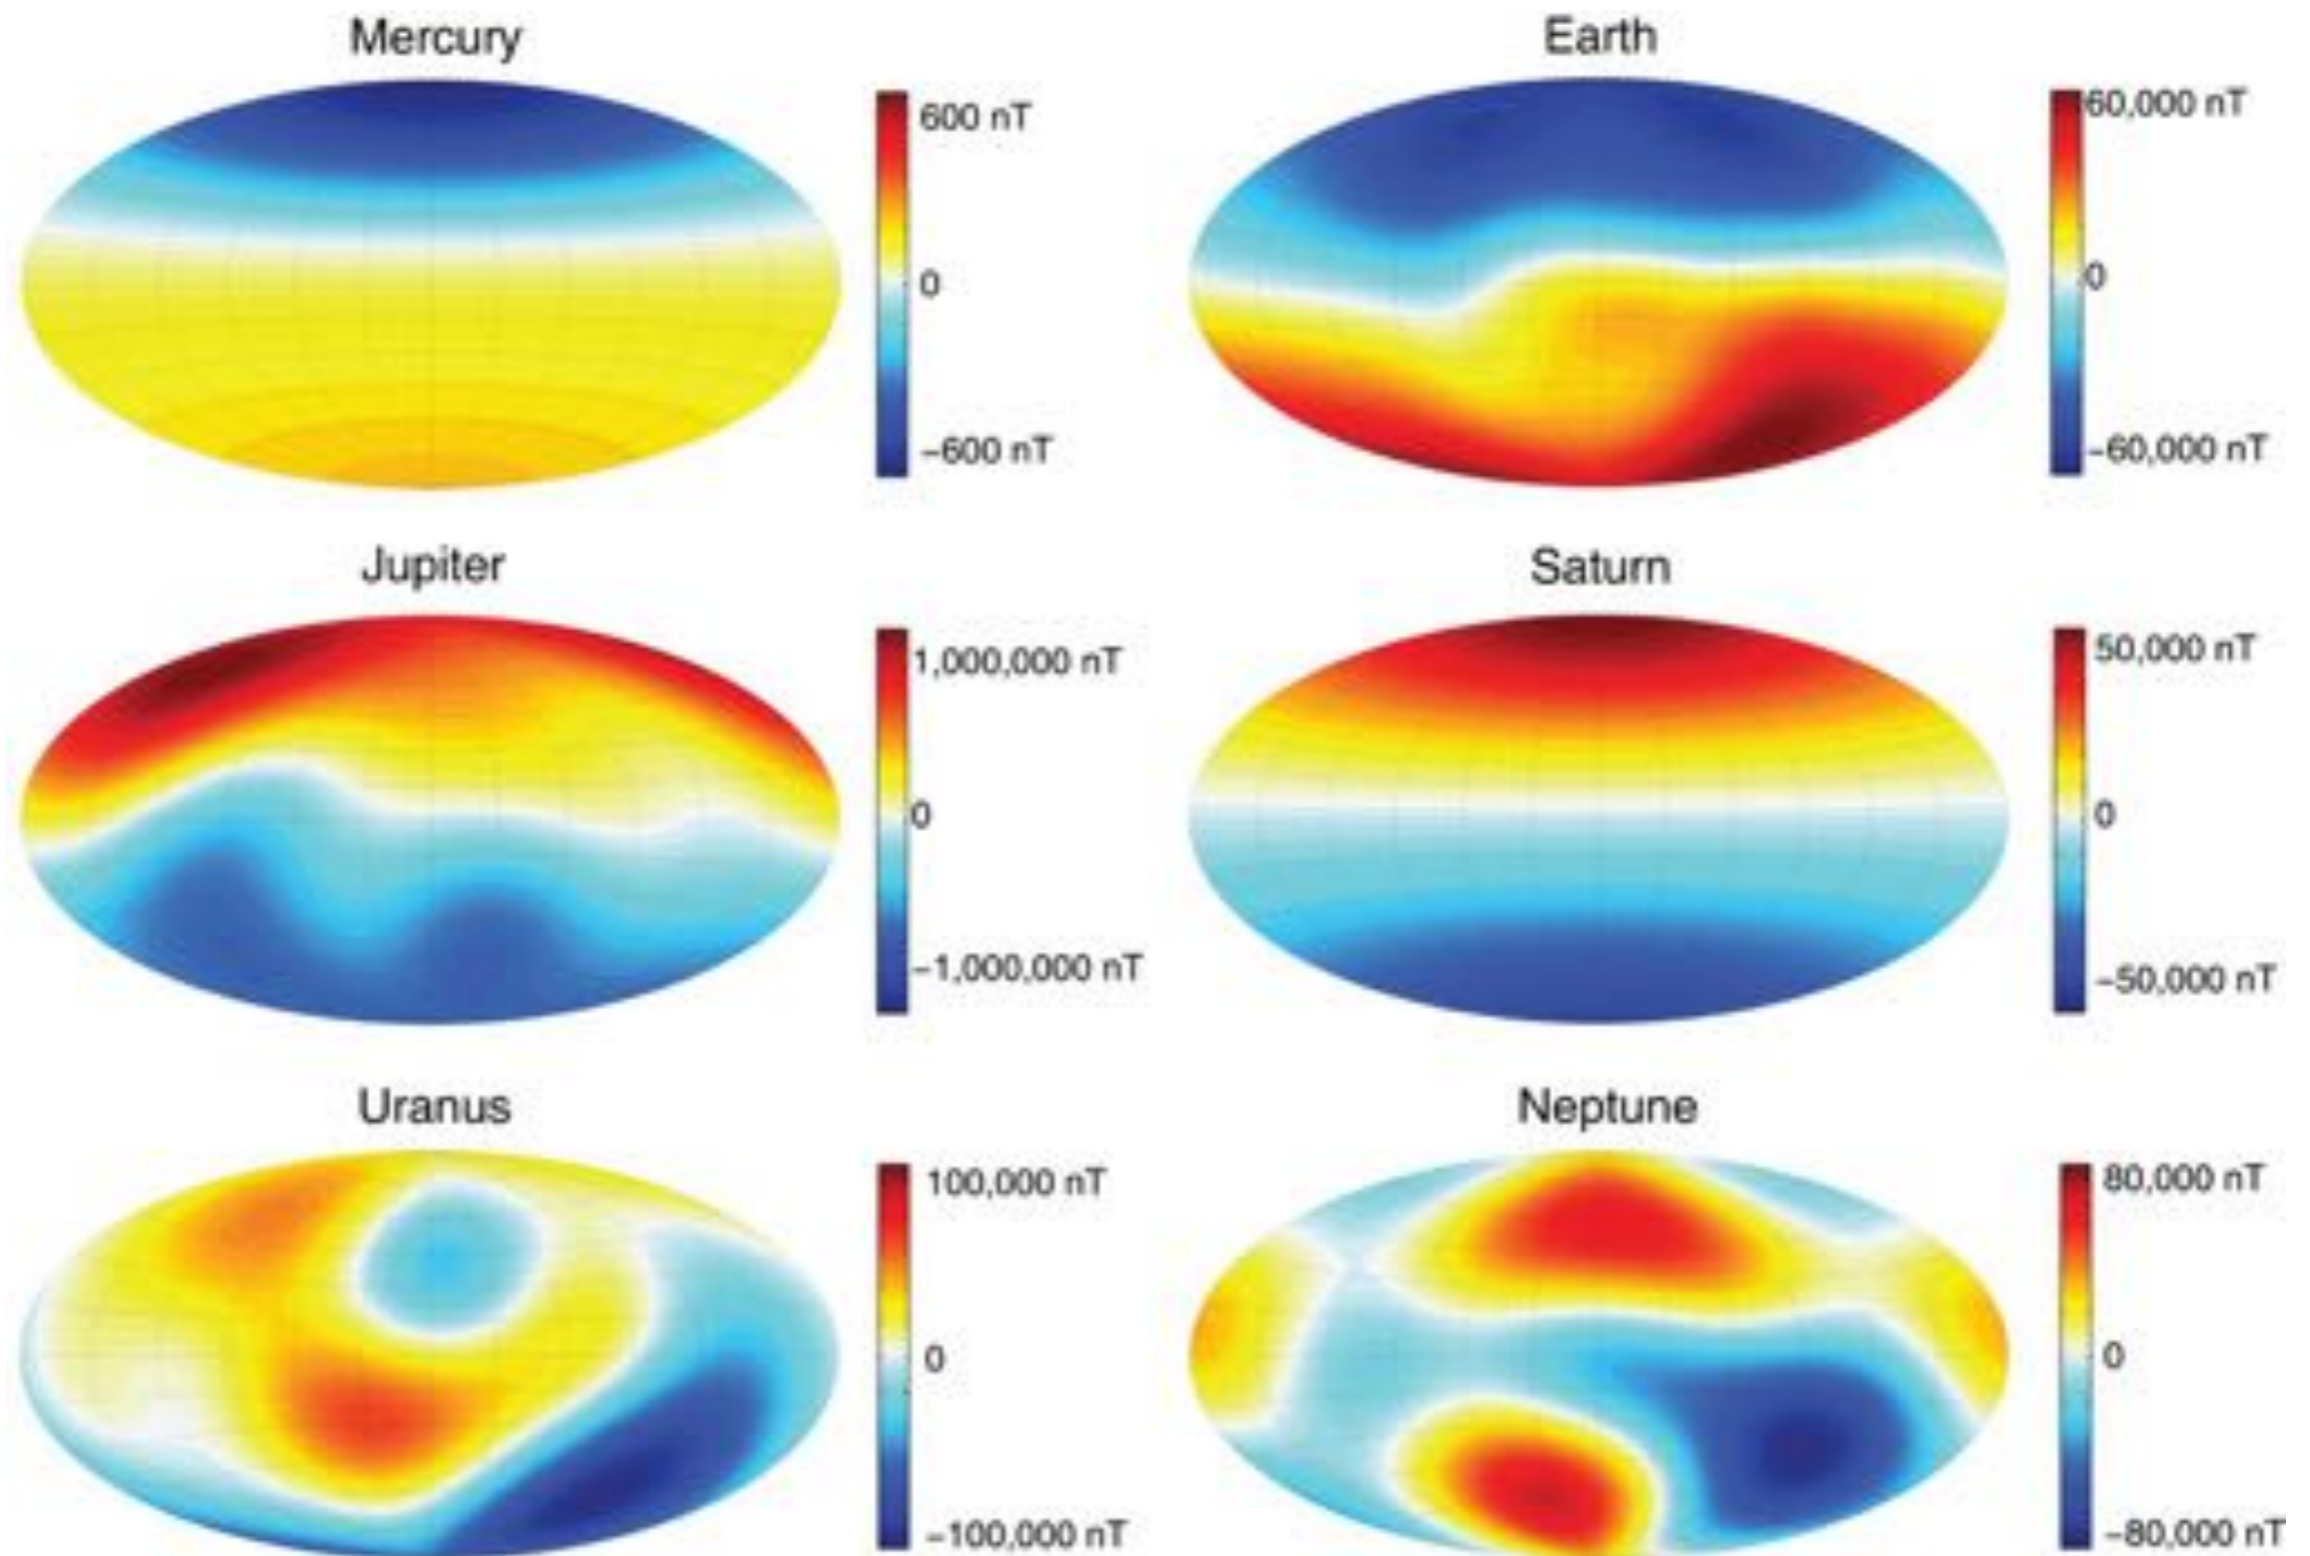 Mercury
600 nT
0
−600 nT
Earth
60,000 nT
0
−60,000 nT
Jupiter
1,000,000 nT
0
−1,000,000 nT
Saturn
50,000 nT
0
−50,000 nT
Uranus
100,000 nT
0
−100,000 nT
Neptune
80,000 nT
0
−80,000 nT